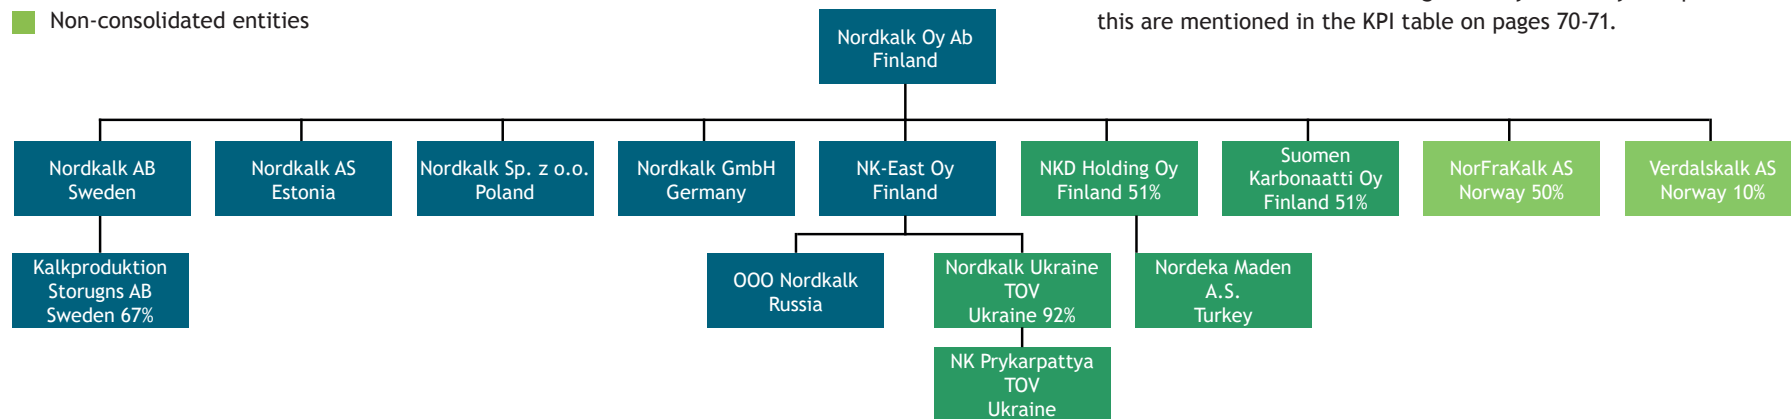 Non-consolidated entities
this are mentioned in the KPI table on pages 70-71.
Nordkalk Oy Ab
Finland
Nordkalk AB
Sweden
Nordkalk AS
Estonia
Nordkalk Sp. z o.o.
Poland
Nordkalk GmbH
Germany
NK-East Oy
Finland
NKD Holding Oy
Finland 51%
Suomen
Karbonaatti Oy
Finland 51%
NorFraKalk AS
Norway 50%
Verdalskalk AS
Norway 10%
Kalkproduktion
Storugns AB
Sweden 67%
OOO Nordkalk
Russia
Nordkalk Ukraine
TOV
Ukraine 92%
Nordeka Maden
A.S.
Turkey
NK Prykarpattya
TOV
Ukraine